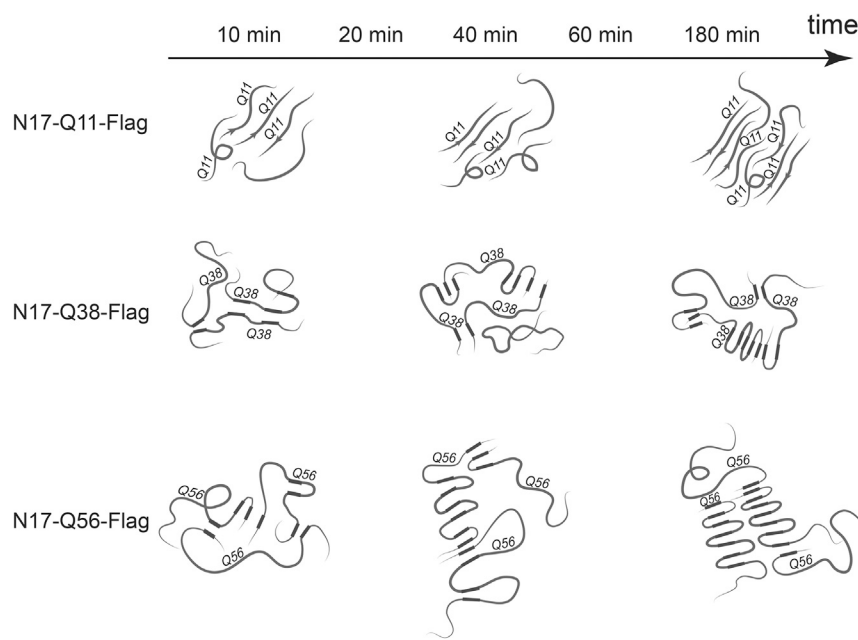 time
10 min 20 min 40 min 60 min 180 min
N17-Q11-Flag
Q11 Q11 Q11 Q11
Q11 Q11 Q11
Q11 Q11 Q11 Q11 Q11
N17-Q38-Flag
Q38 Q38 Q38
Q38 Q38 Q38
Q38 Q38 Q38
N17-Q56-Flag
Q56 Q56 Q56
Q56 Q56 Q56
Q56 Q56 Q56